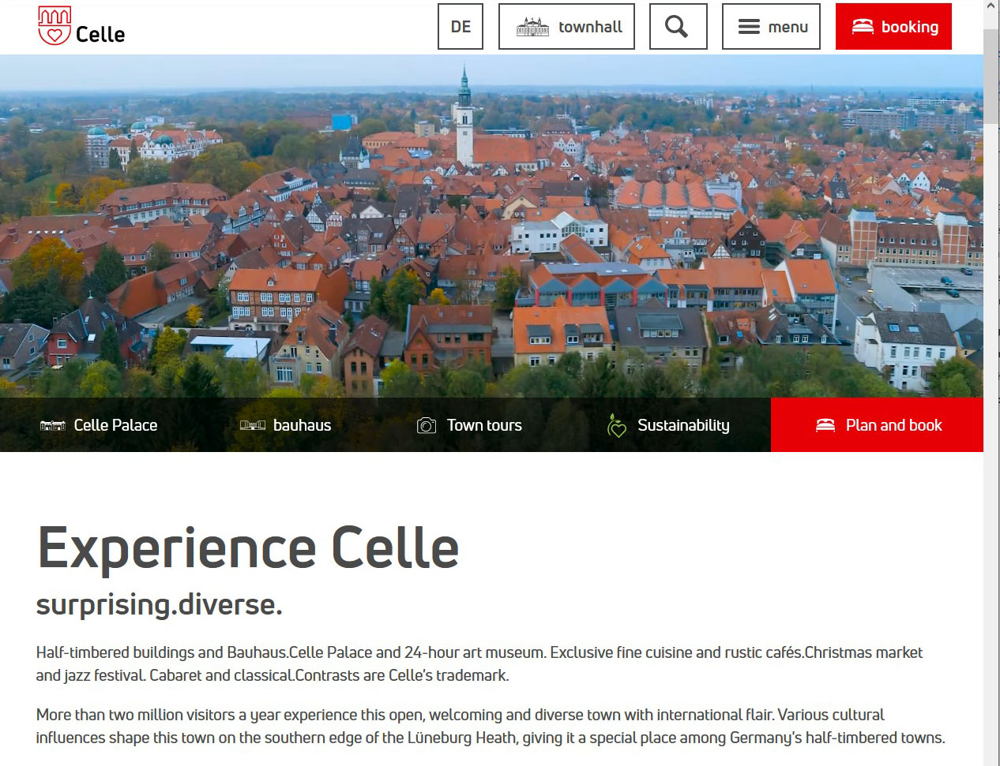 Celle
DE
townhall
menu
booking
Celle Palace
bauhaus
Town tours
Sustainability
Plan and book
Experience Celle
surprising.diverse.
Half-timbered buildings and Bauhaus.Celle Palace and 24-hour art museum. Exclusive fine cuisine and rustic cafés.Christmas market
and jazz festival. Cabaret and classical.Contrasts are Celle's trademark.
More than two million visitors a year experience this open, welcoming and diverse town with international flair. Various cultural
influences shape this town on the southern edge of the Lüneburg Heath, giving it a special place among Germany's half-timbered towns.